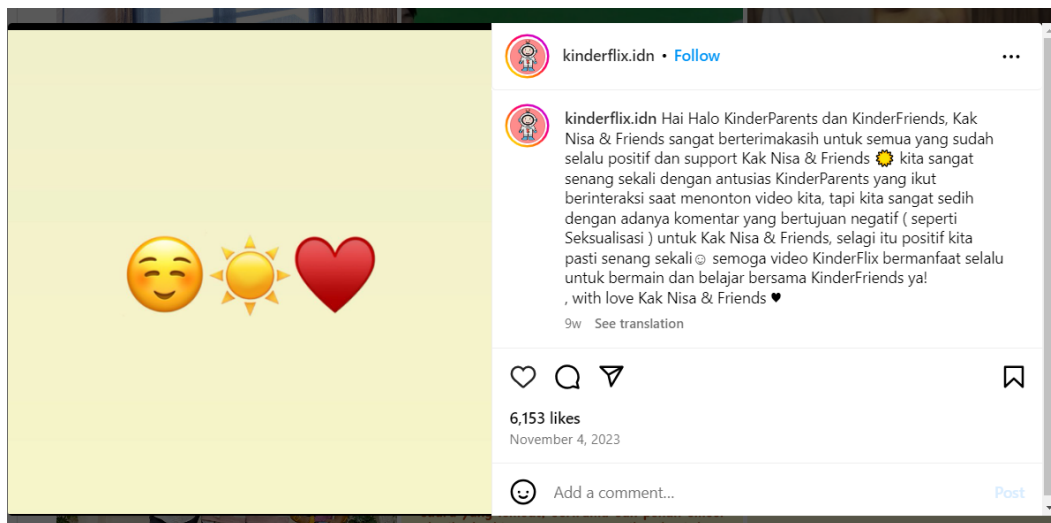 kinderflix.idn • Follow
kinderflix.idn Hai Halo KinderParents dan KinderFriends, Kak
Nisa & Friends sangat berterimakasih untuk semua yang sudah
selalu positif dan support Kak Nisa & Friends 🌞 kita sangat
senang sekali dengan antusias KinderParents yang ikut
berinteraksi saat menonton video kita, tapi kita sangat sedih
dengan adanya komentar yang bertujuan negatif ( seperti
Seksualisasi ) untuk Kak Nisa & Friends, selagi itu positif kita
pasti senang sekali☺ semoga video KinderFlix bermanfaat selalu
untuk bermain dan belajar bersama KinderFriends ya!
, with love Kak Nisa & Friends ♥
9w See translation
6,153 likes
November 4, 2023
Add a comment...
Post